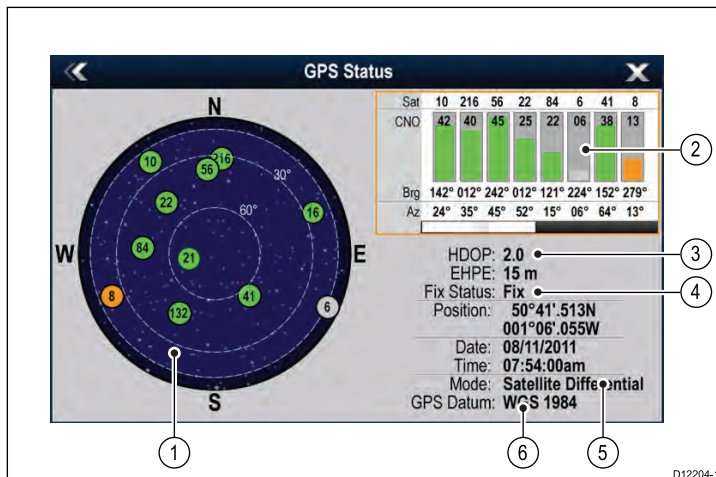 GPS Status
N
W
E
S
30°
60°
10
216
56
22
16
84
21
8
41
132
6
Sat 10 216 56 22 84 6 41 8
CNO 42 40 45 25 22 06 38 13
Brg 142° 012° 242° 012° 121° 224° 152° 279°
Az 24° 35° 45° 52° 15° 06° 64° 13°
HDOP: 2.0
EHPE: 15 m
Fix Status: Fix
Position: 50°41'.513N
001°06'.055W
Date: 08/11/2011
Time: 07:54:00am
Mode: Satellite Differential
GPS Datum: WGS 1984
1
2
3
4
5
6